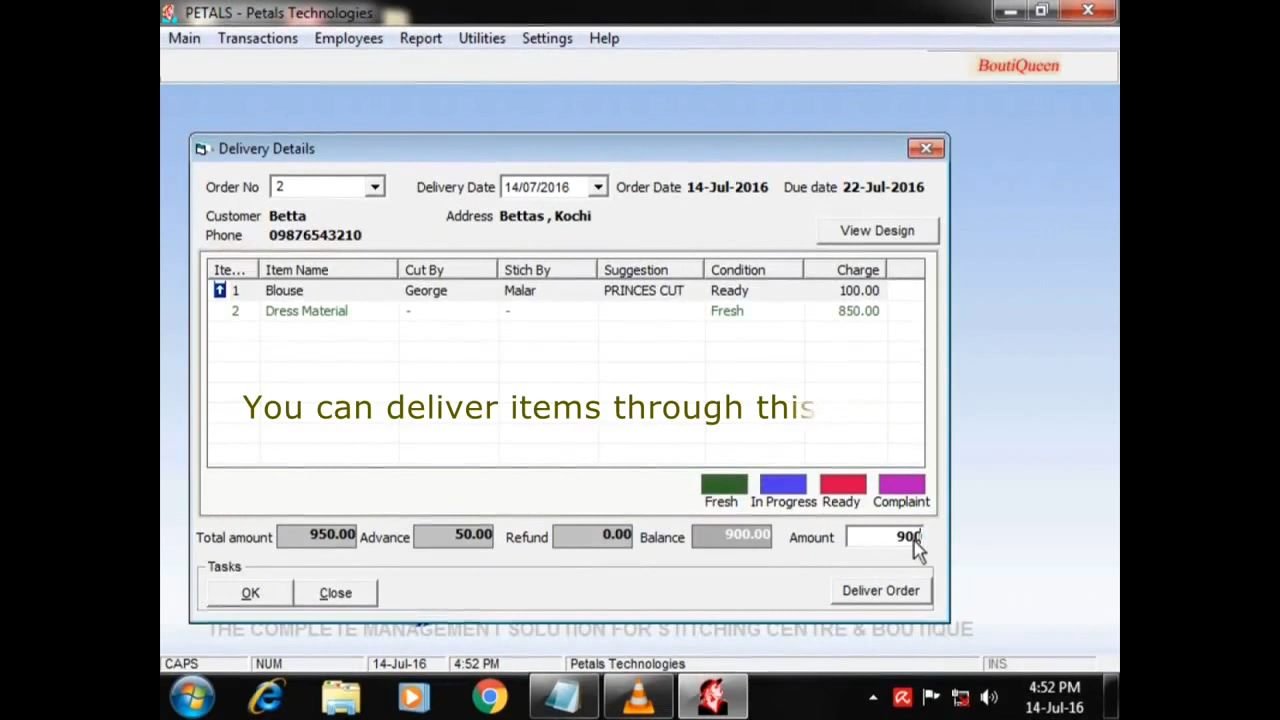 PETALS - Petals Technologies
Main Transactions Employees Report Utilities Settings Help
BoutiQueen
Delivery Details
Order No 2 Delivery Date 14/07/2016 Order Date 14-Jul-2016 Due date 22-Jul-2016
Customer Betta Address Bettas , Kochi
Phone 09876543210 View Design
Ite... Item Name Cut By Stich By Suggestion Condition Charge
1 Blouse George Malar PRINCES CUT Ready 100.00
2 Dress Material - - Fresh 850.00
You can deliver items through this
Fresh In Progress Ready Complaint
Total amount 950.00 Advance 50.00 Refund 0.00 Balance 900.00 Amount 900
Tasks
OK Close Deliver Order
THE COMPLETE MANAGEMENT SOLUTION FOR STITCHING CENTRE & BOUTIQUE
CAPS NUM 14-Jul-16 4:52 PM Petals Technologies INS
4:52 PM
14-Jul-16